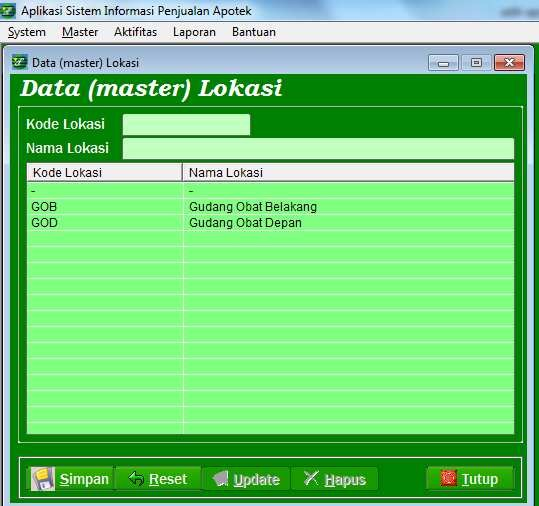 Aplikasi Sistem Informasi Penjualan Apotek
System Master Aktifitas Laporan Bantuan
Data (master) Lokasi
Data (master) Lokasi
Kode Lokasi
Nama Lokasi
Kode Lokasi Nama Lokasi
- -
GOB Gudang Obat Belakang
GOD Gudang Obat Depan
Simpan Reset Update Hapus Tutup